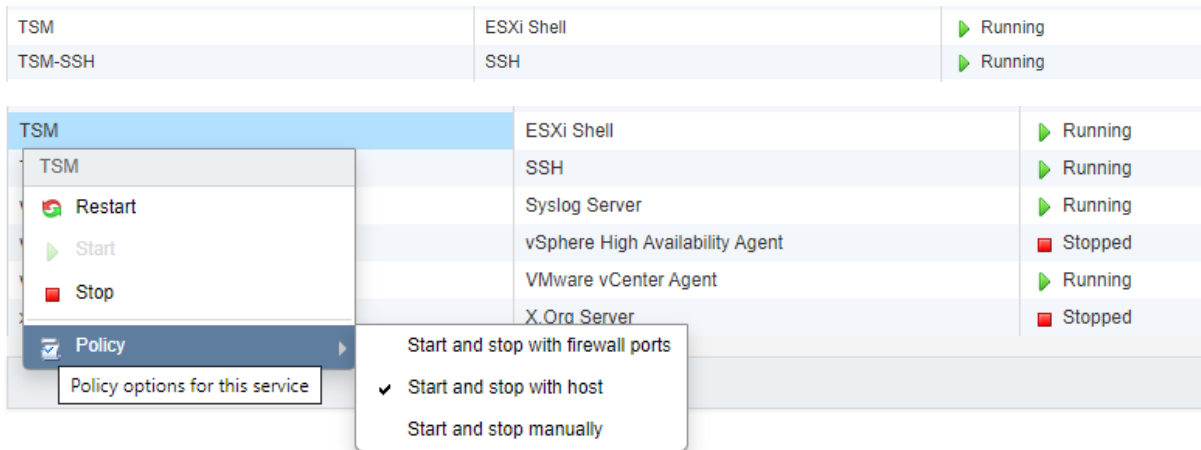 TSM ESXi Shell Running
TSM-SSH SSH Running
TSM ESXi Shell Running
TSM SSH Running
Restart Syslog Server Running
Start vSphere High Availability Agent Stopped
Stop VMware vCenter Agent Running
X.Org Server Stopped
Policy Start and stop with firewall ports
Policy options for this service Start and stop with host
Start and stop manually